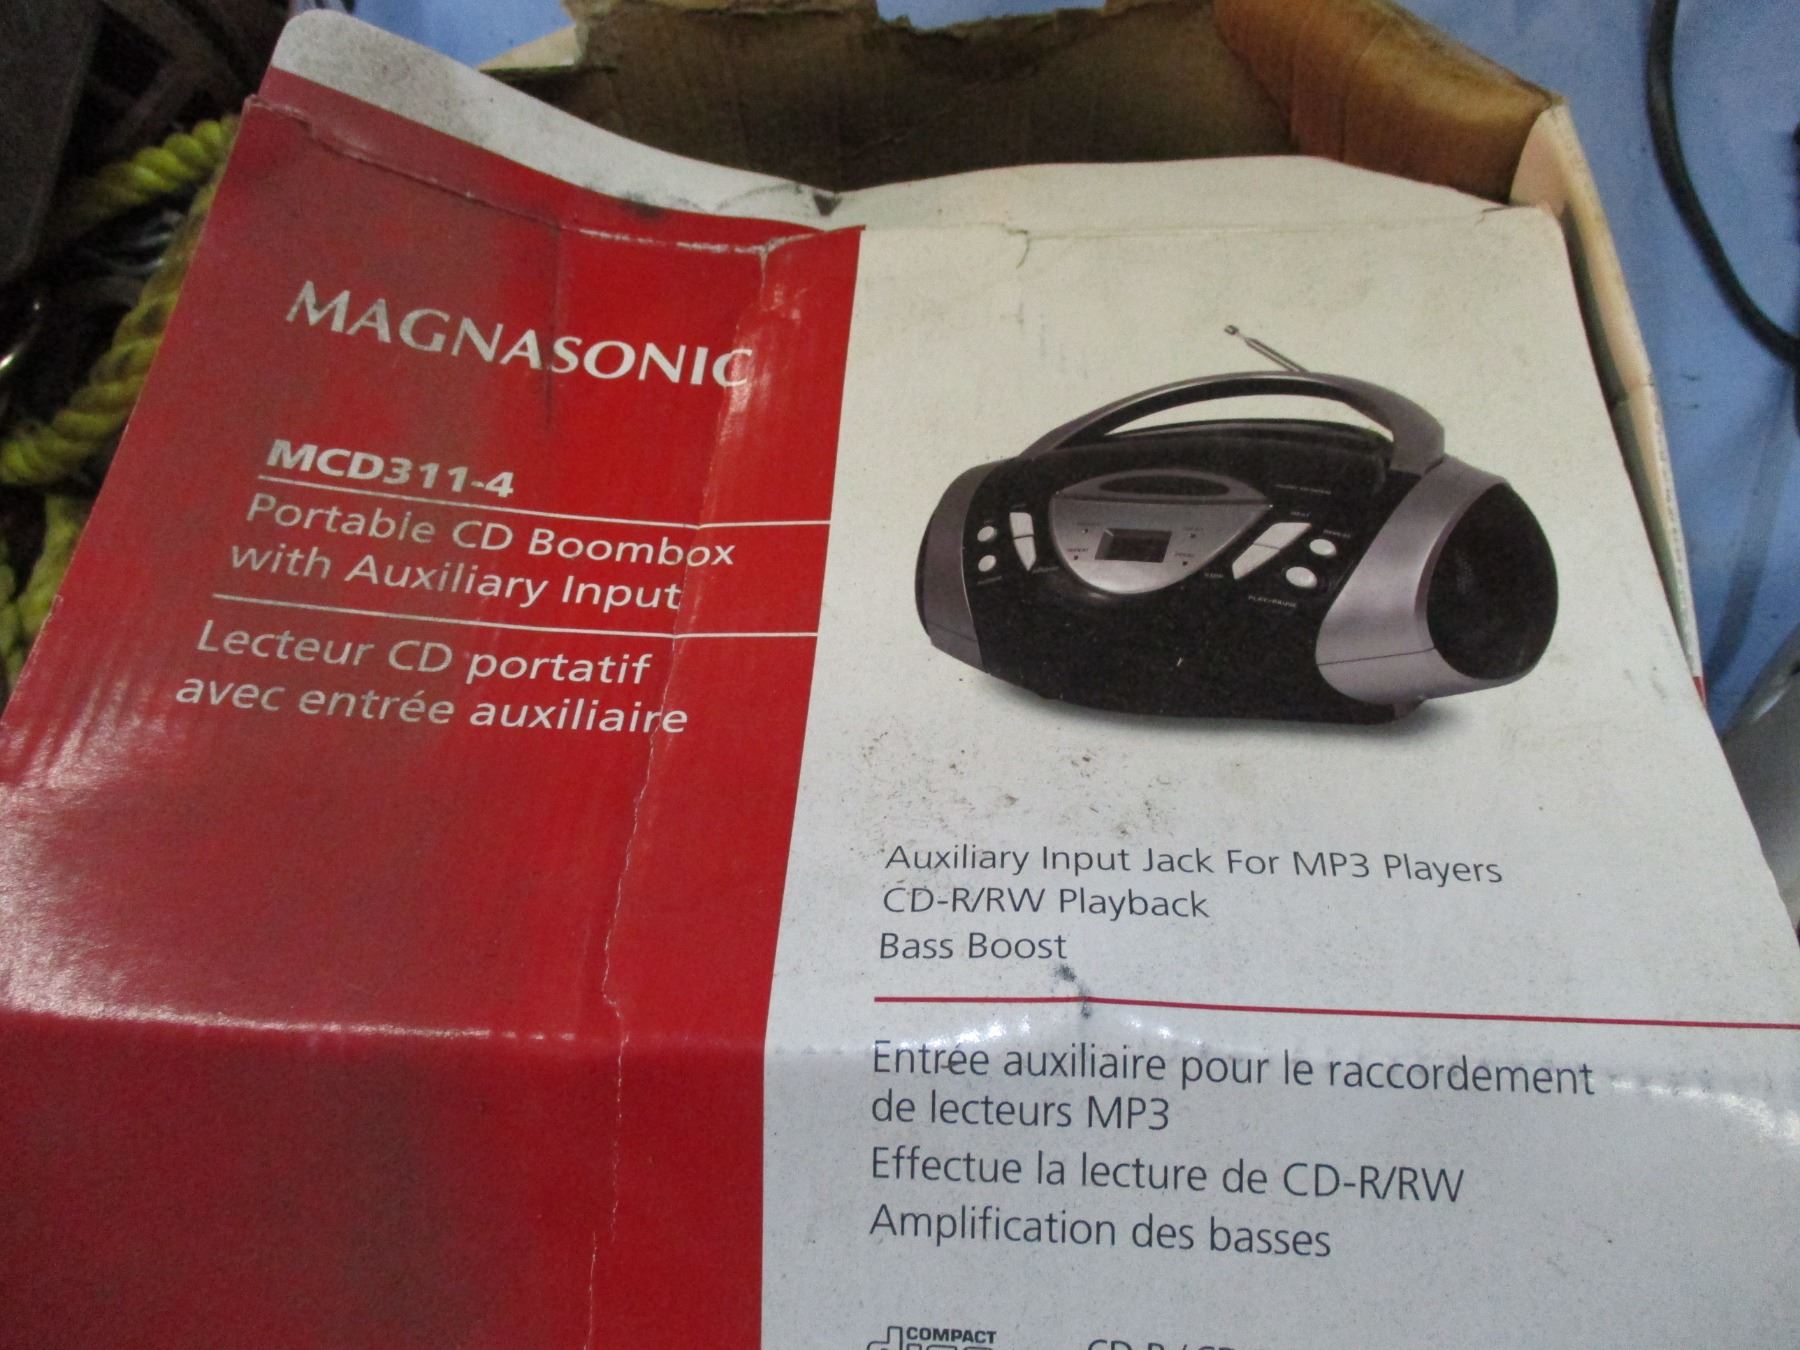 MAGNASONIC
MCD311-4
Portable CD Boombox
with Auxiliary Input
Lecteur CD portatif
avec entrée auxiliaire
PLAY/PAUSE
Auxiliary Input Jack For MP3 Players
CD-R/RW Playback
Bass Boost
Entrée auxiliaire pour le raccordement
de lecteurs MP3
Effectue la lecture de CD-R/RW
Amplification des basses
COMPACT